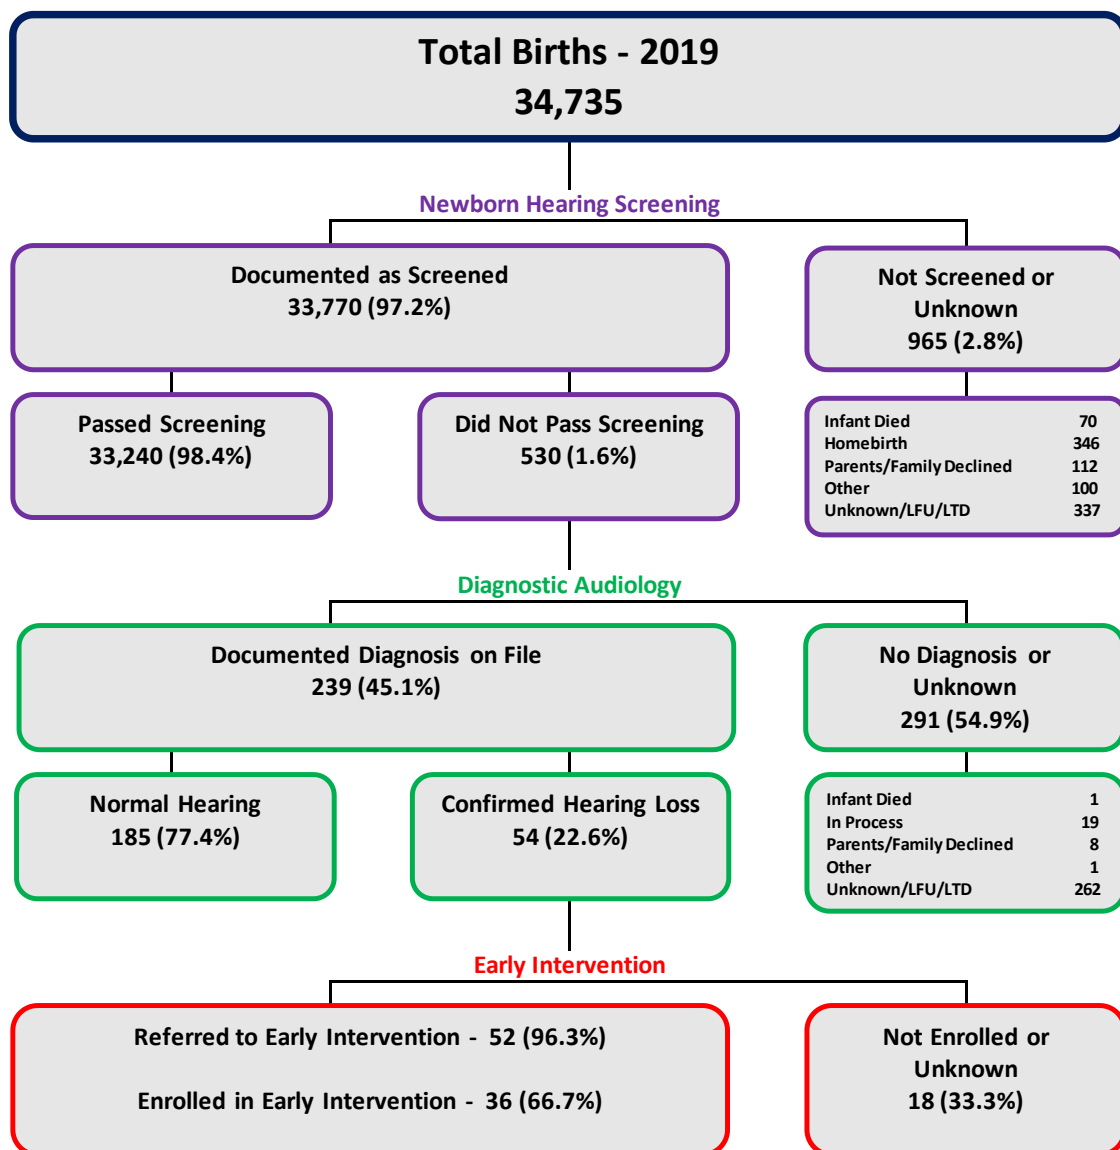 Total Births - 2019
34,735
Newborn Hearing Screening
Documented as Screened
33,770 (97.2%)
Not Screened or
Unknown
965 (2.8%)
Passed Screening
33,240 (98.4%)
Did Not Pass Screening
530 (1.6%)
Infant Died 70
Homebirth 346
Parents/Family Declined 112
Other 100
Unknown/LFU/LTD 337
Diagnostic Audiology
Documented Diagnosis on File
239 (45.1%)
No Diagnosis or
Unknown
291 (54.9%)
Normal Hearing
185 (77.4%)
Confirmed Hearing Loss
54 (22.6%)
Infant Died 1
In Process 19
Parents/Family Declined 8
Other 1
Unknown/LFU/LTD 262
Early Intervention
Referred to Early Intervention - 52 (96.3%)
Enrolled in Early Intervention - 36 (66.7%)
Not Enrolled or
Unknown
18 (33.3%)